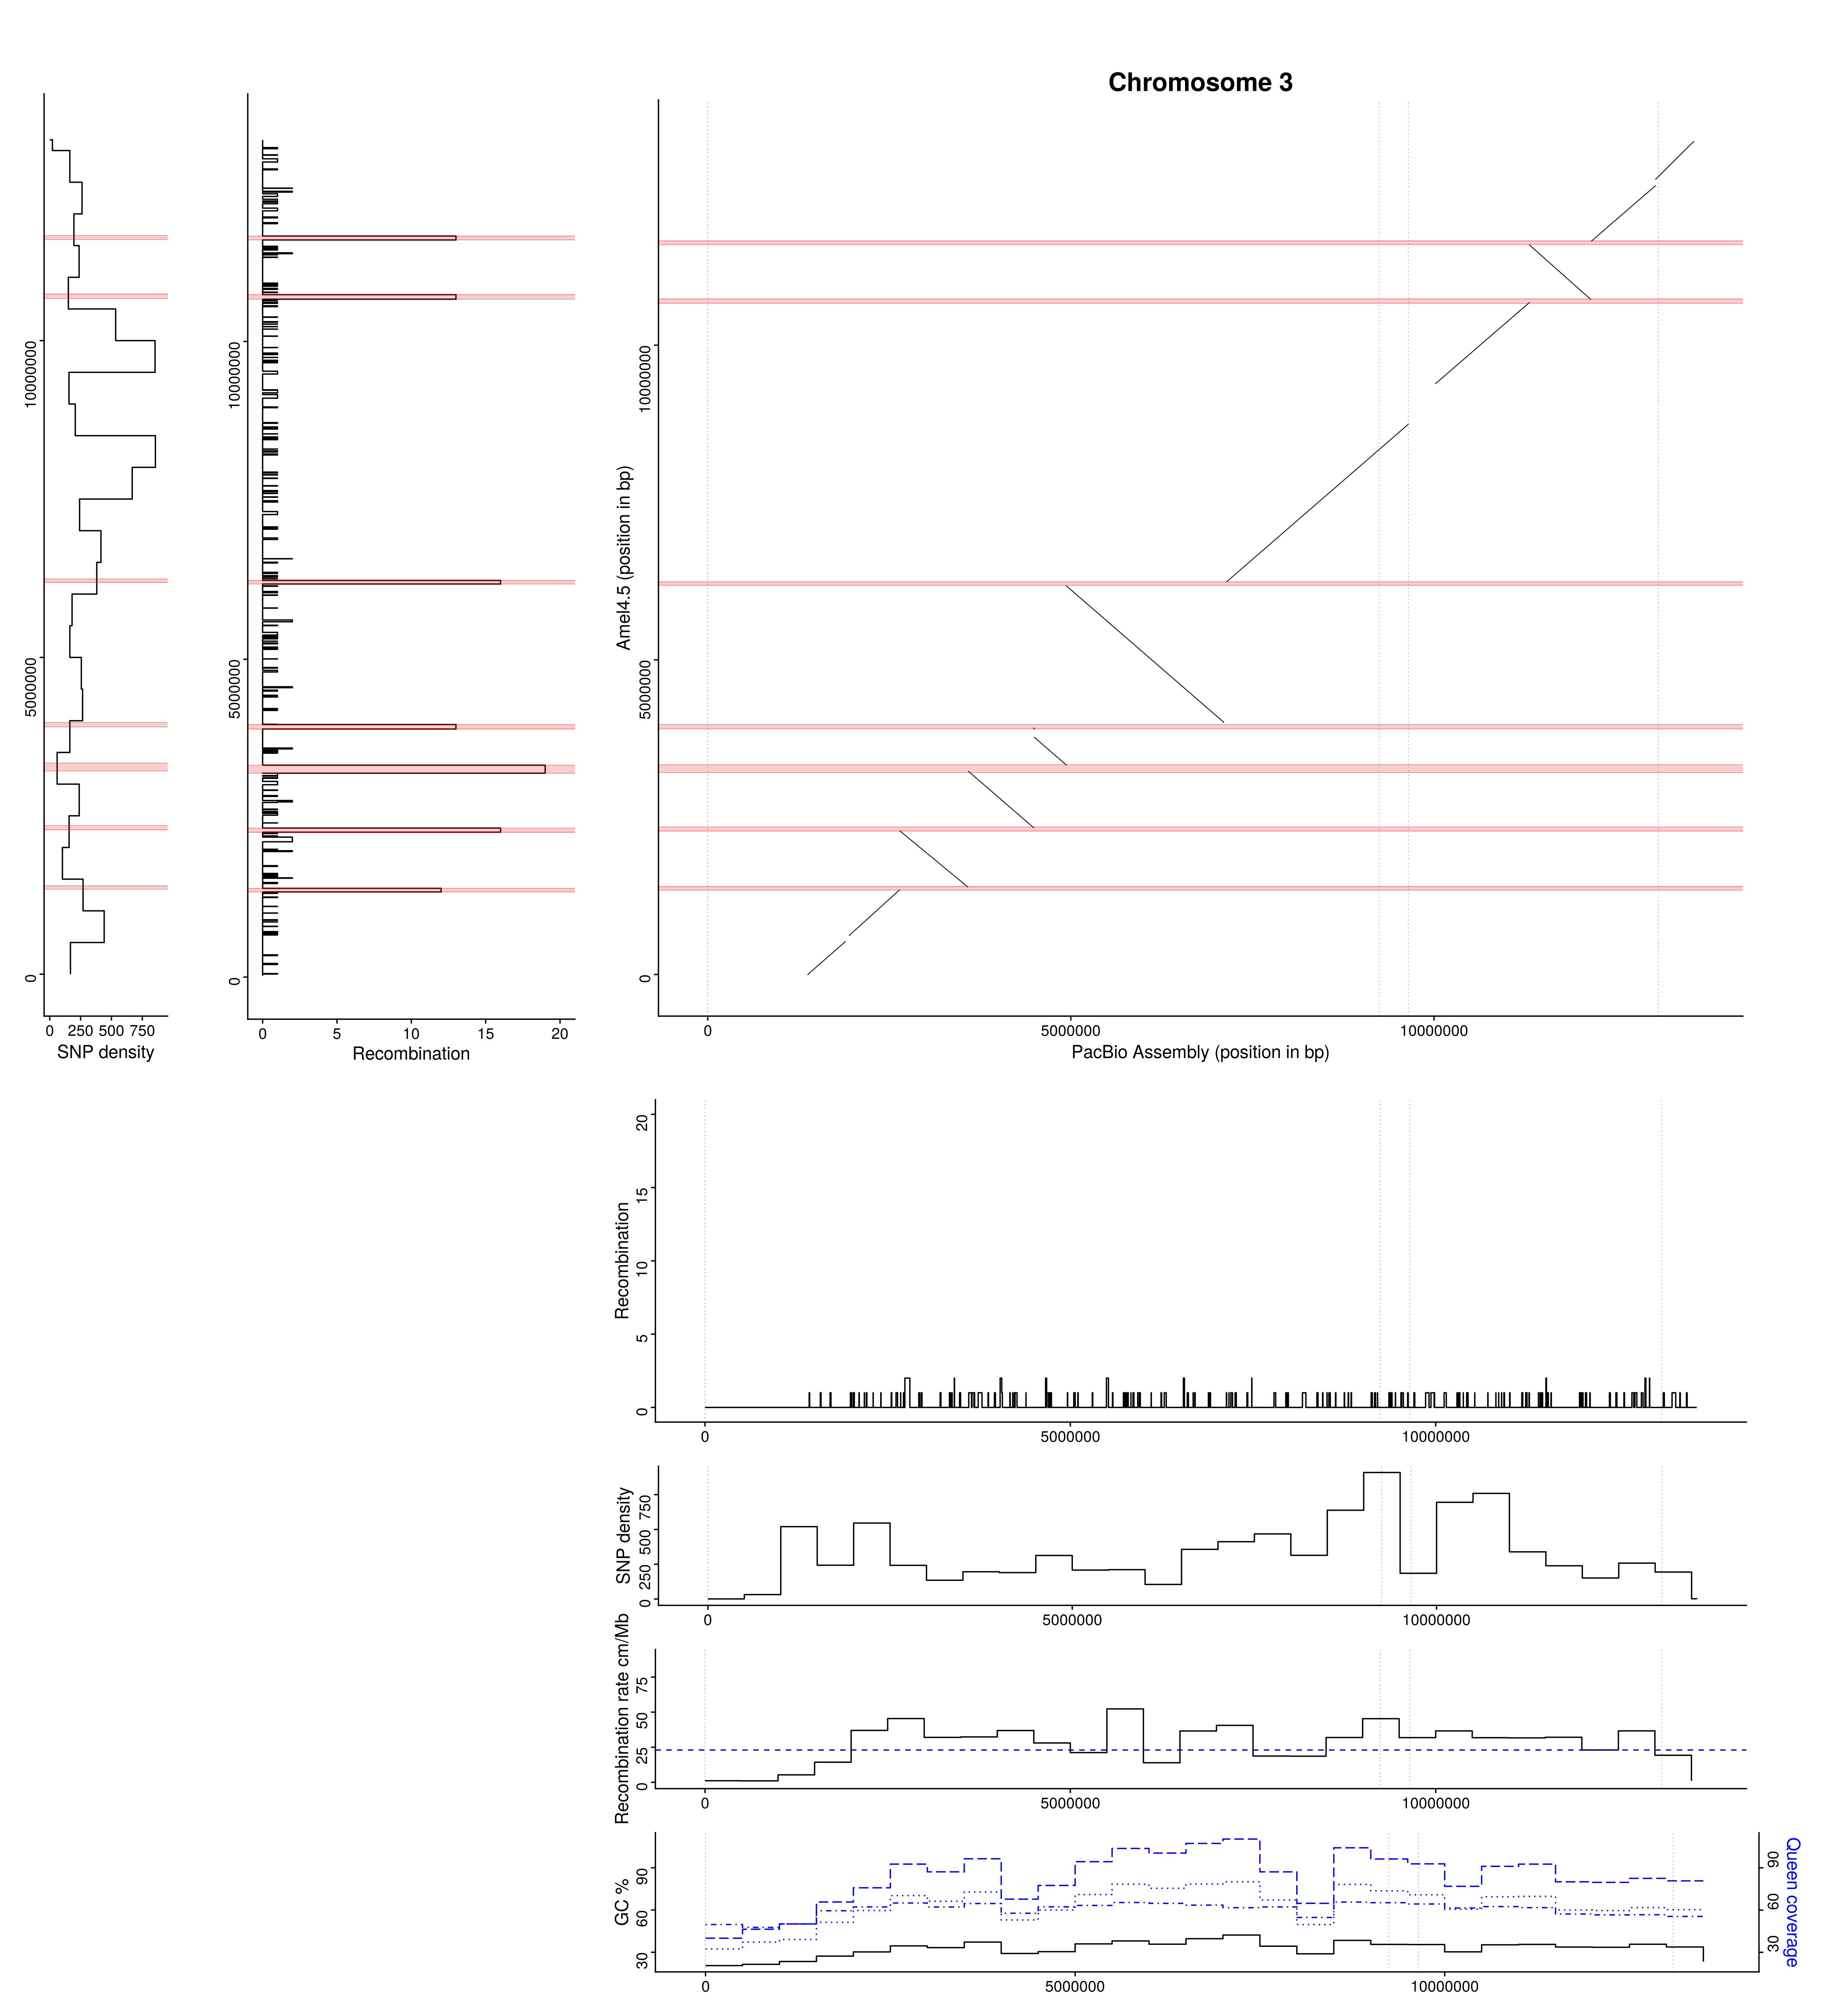 Chromosome 3
0
5000000
10000000
0 250 500 750
SNP density
0
5000000
10000000
0 5 10 15 20
Recombination
Amel4.5 (position in bp)
0
5000000
10000000
0 5000000 10000000
PacBio Assembly (position in bp)
Recombination
0 5 10 15 20
0 5000000 10000000
SNP density
0 250 500 750
0 5000000 10000000
Recombination rate cm/Mb
0 25 50 75
0 5000000 10000000
GC %
30 60 90
30 60 90
Queen coverage
0 5000000 10000000